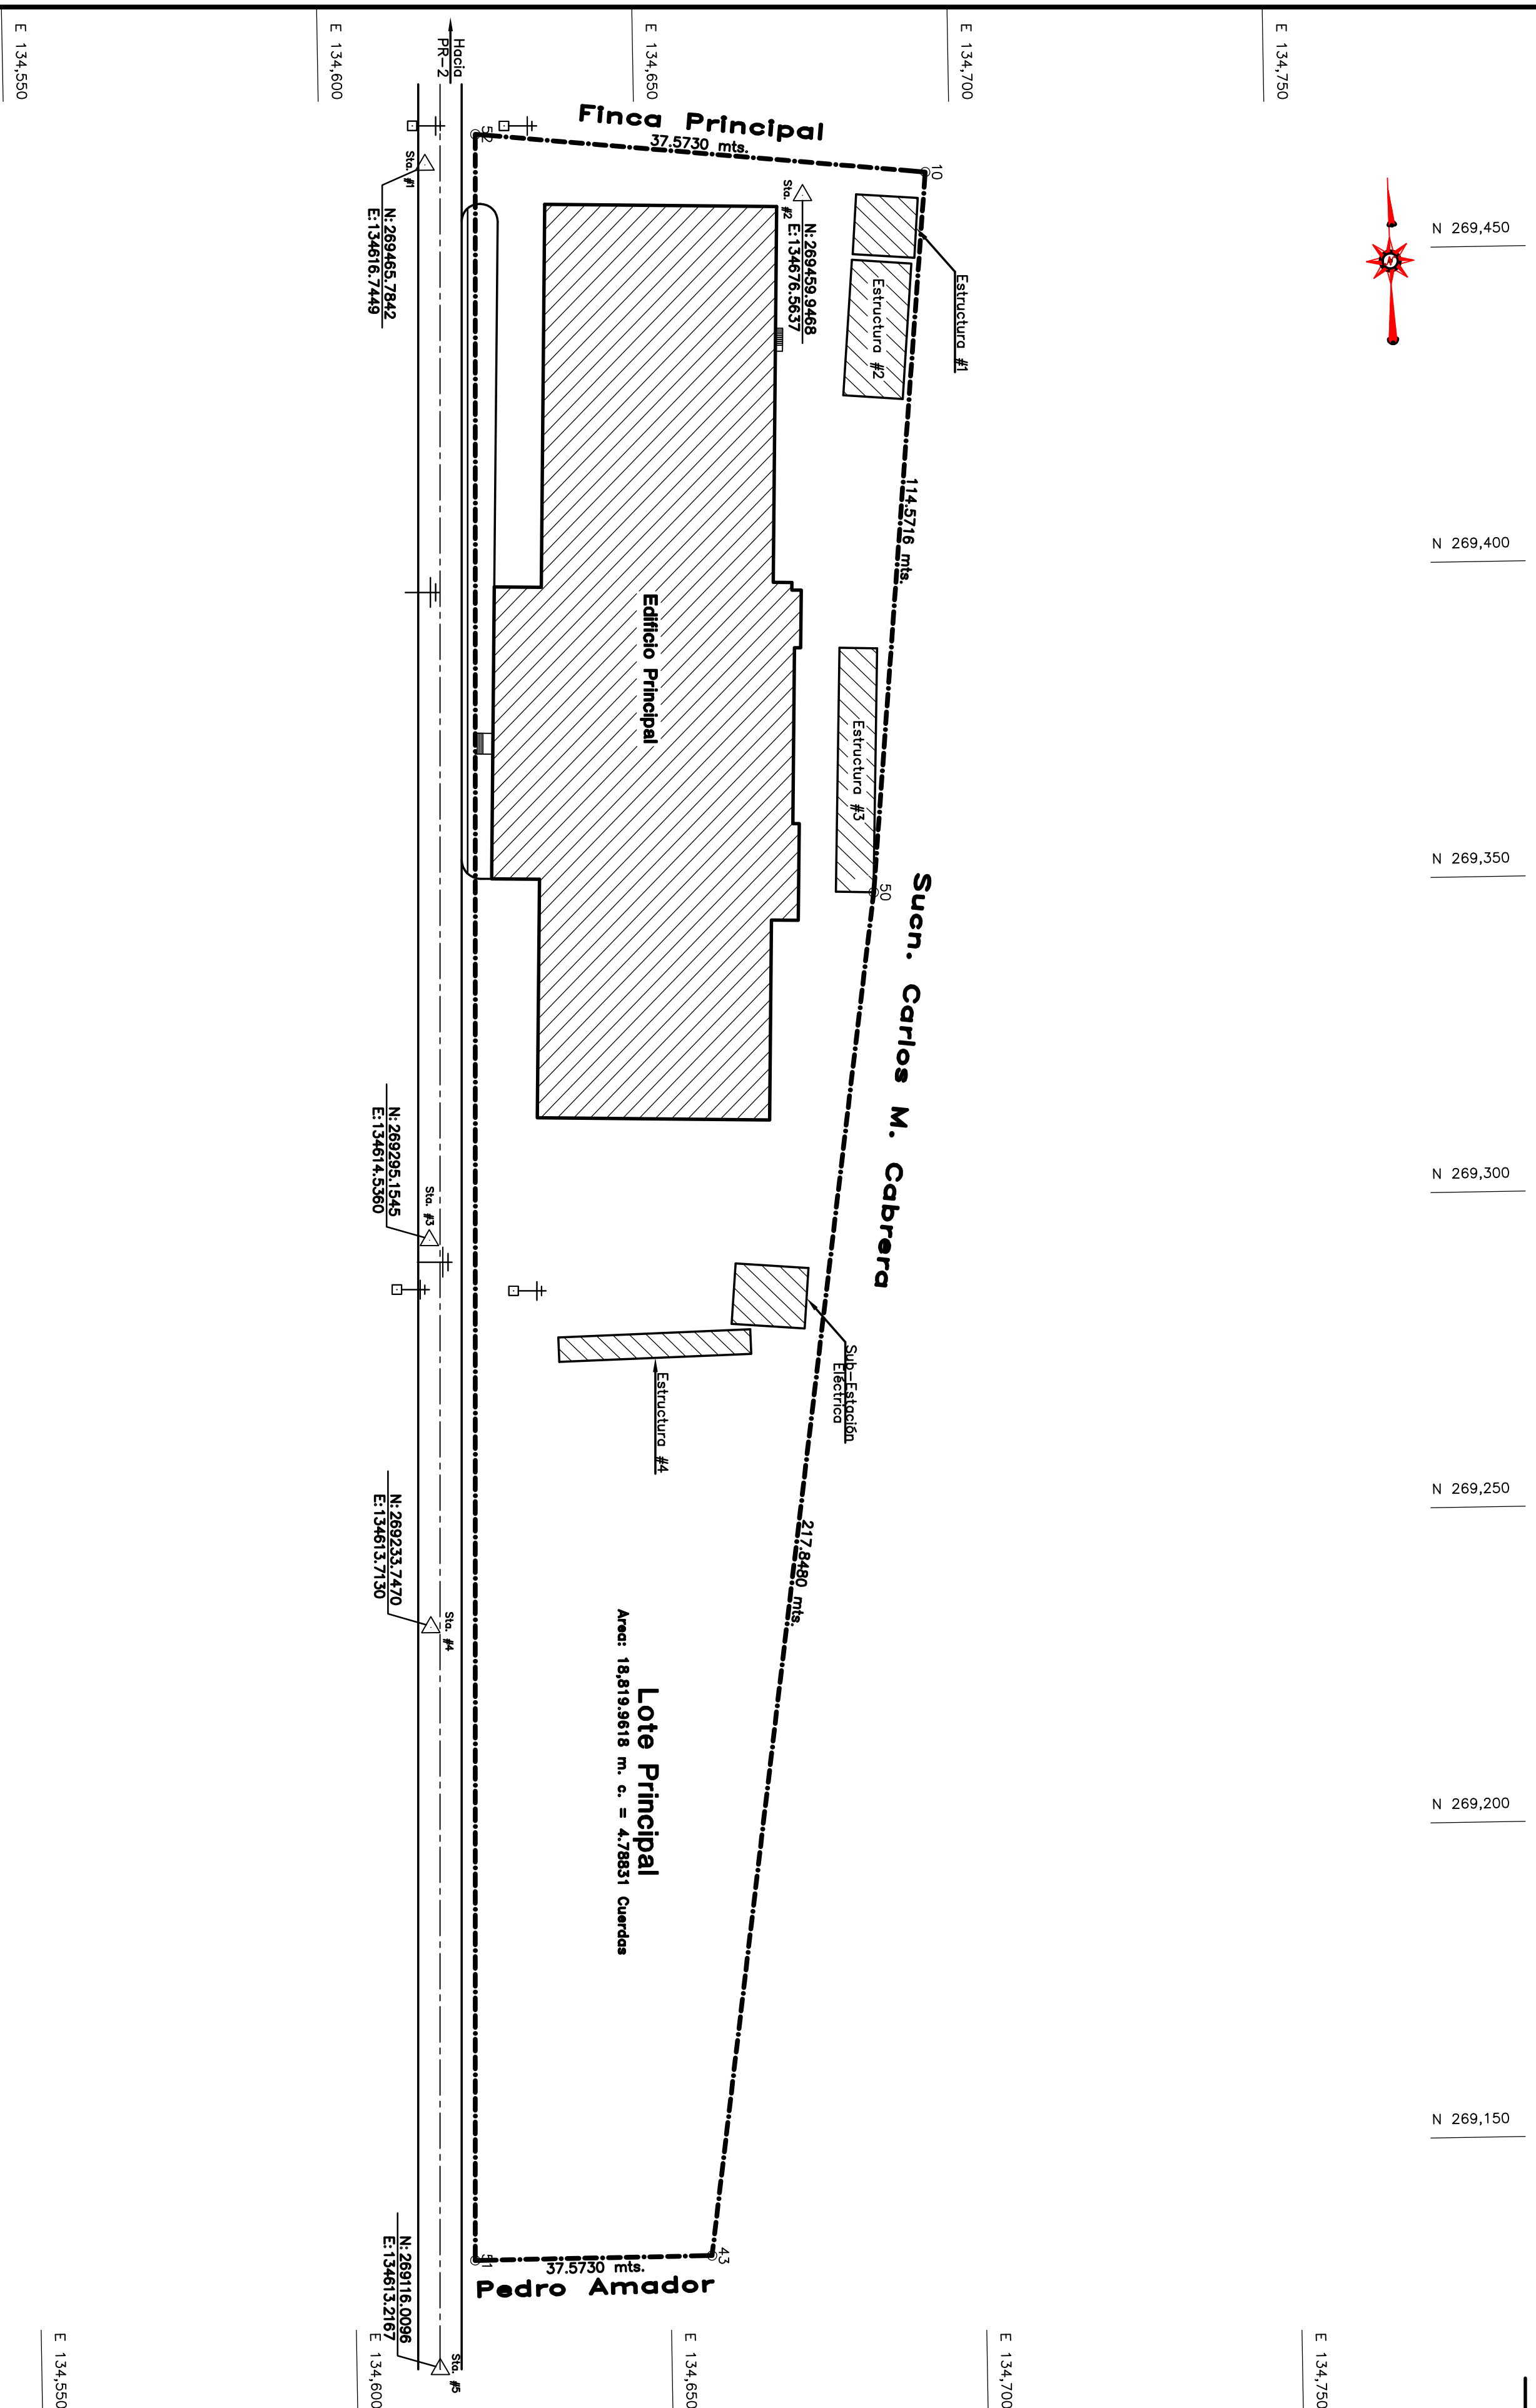 E 134,550
E 134,600
E 134,650
E 134,700
E 134,750
Hacia
PR-2
52
Finca Principal
37.5730 mts.
10
Sta. #1
N: 269465.7842
E: 134616.7449
Sta. #2
N: 269459.9468
E: 134676.5637
Estructura #1
Estructura #2
N 269,450
114.5716 mts.
N 269,400
Edificio Principal
Estructura #3
N 269,350
50
Sucn. Carlos M. Cabrera
N: 269295.1545
E: 134614.5360
Sta. #3
N 269,300
Sub-Estación
Eléctrica
Estructura #4
N: 269233.7470
E: 134613.7130
Sta. #4
N 269,250
217.8480 mts.
Lote Principal
Area: 18,819.9618 m. c. = 4.78831 Cuerdas
N 269,200
N 269,150
43
51
37.5730 mts.
Pedro Amador
N: 269116.0096
E: 134613.2167
Sta. #5
E 134,550
E 134,600
E 134,650
E 134,700
E 134,750